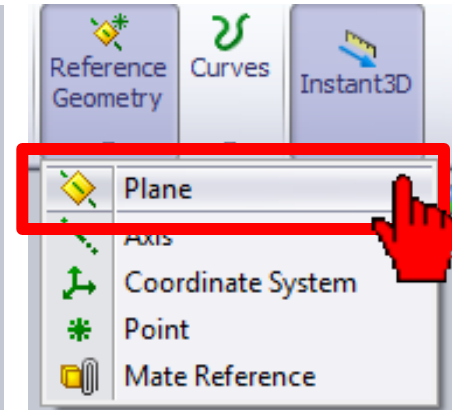 Reference
Geometry
Curves
Instant3D
Plane
Axis
Coordinate System
Point
Mate Reference